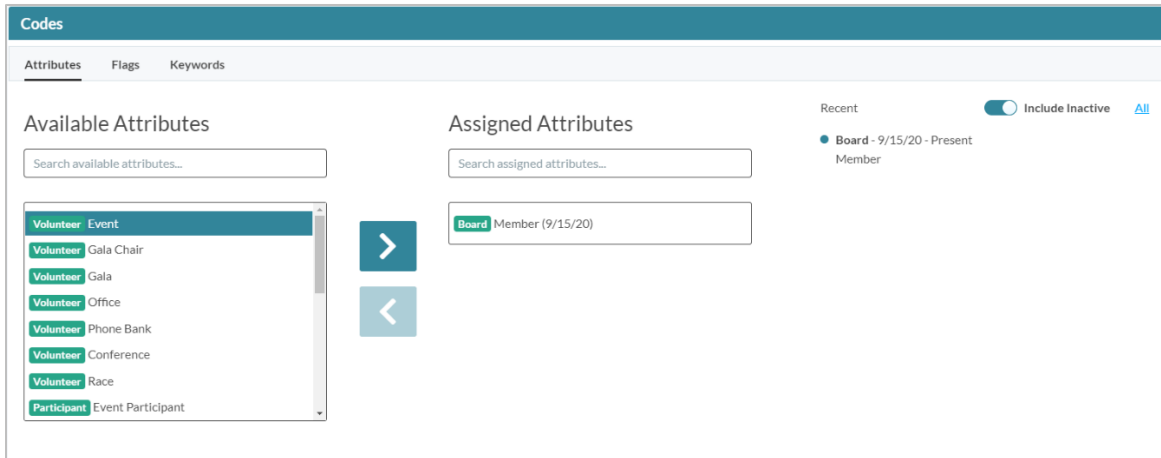 Codes
Attributes Flags Keywords
Available Attributes
Search available attributes...
Volunteer Event
Volunteer Gala Chair
Volunteer Gala
Volunteer Office
Volunteer Phone Bank
Volunteer Conference
Volunteer Race
Participant Event Participant
Assigned Attributes
Search assigned attributes...
Board Member (9/15/20)
Recent Include Inactive All
Board - 9/15/20 - Present
Member